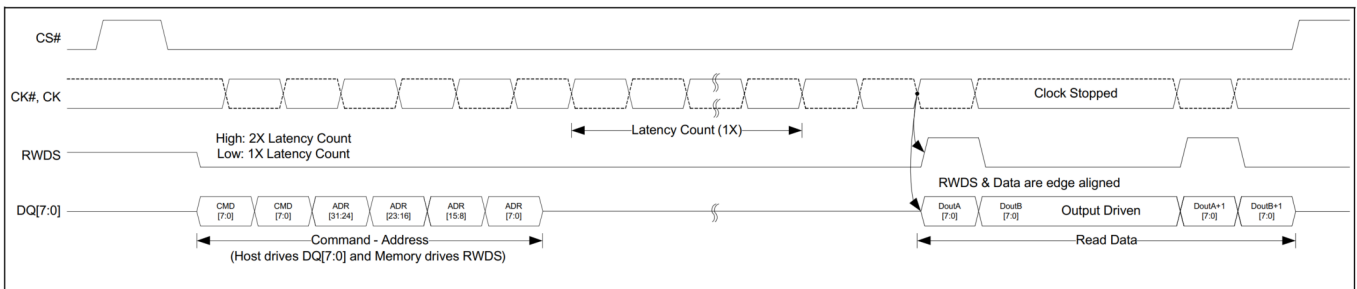 CS#
CK#, CK
Clock Stopped
Latency Count (1X)
High: 2X Latency Count
Low: 1X Latency Count
RWDS
RWDS & Data are edge aligned
DQ[7:0]
CMD
[7:0]
CMD
[7:0]
ADR
[31:24]
ADR
[23:16]
ADR
[15:8]
ADR
[7:0]
DoutA
[7:0]
DoutB
[7:0]
Output Driven
DoutA+1
[7:0]
DoutB+1
[7:0]
Command - Address
(Host drives DQ[7:0] and Memory drives RWDS)
Read Data